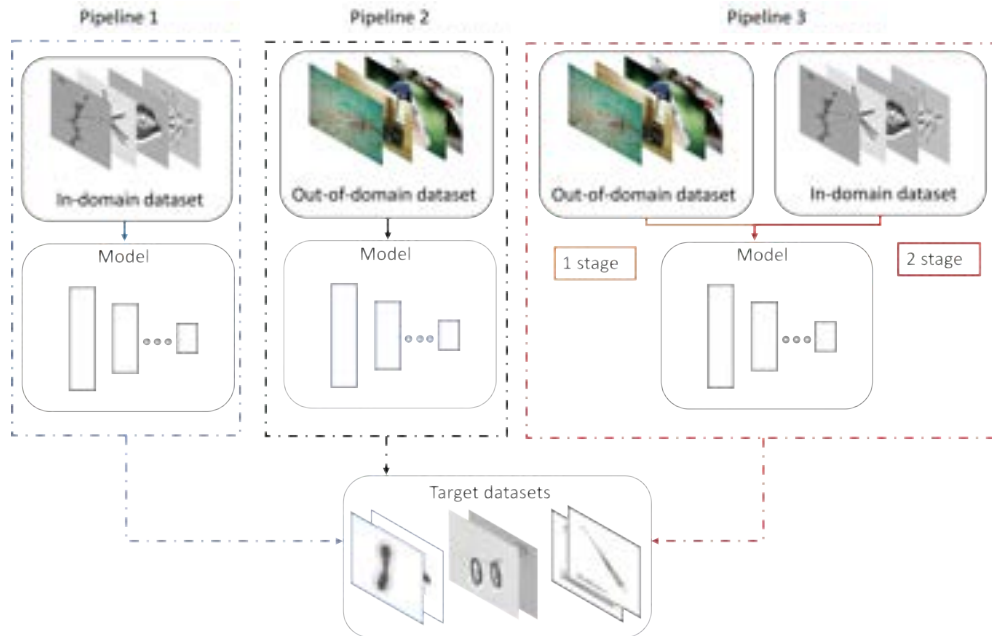 Pipeline 1
Pipeline 2
Pipeline 3
In-domain dataset
Out-of-domain dataset
Out-of-domain dataset
In-domain dataset
Model
Model
1 stage
Model
2 stage
Target datasets